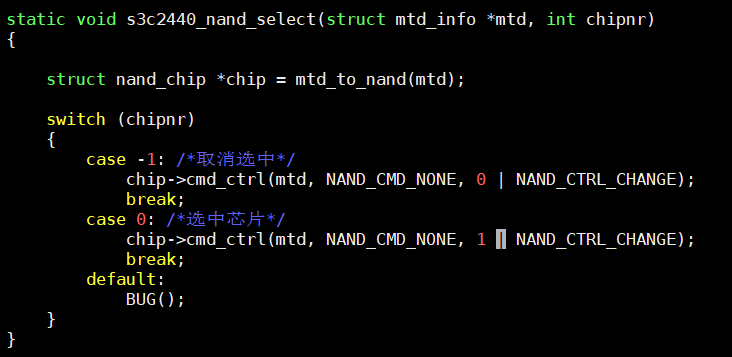 static void s3c2440_nand_select(struct mtd_info *mtd, int chipnr)
{
    struct nand_chip *chip = mtd_to_nand(mtd);
    switch (chipnr)
    {
        case -1: /*取消选中*/
            chip->cmd_ctrl(mtd, NAND_CMD_NONE, 0 | NAND_CTRL_CHANGE);
            break;
        case 0: /*选中芯片*/
            chip->cmd_ctrl(mtd, NAND_CMD_NONE, 1 | NAND_CTRL_CHANGE);
            break;
        default:
            BUG();
    }
}